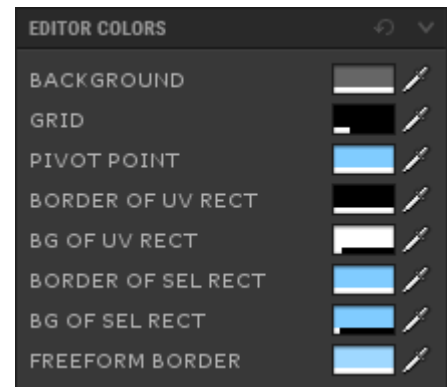 EDITOR COLORS
BACKGROUND
GRID
PIVOT POINT
BORDER OF UV RECT
BG OF UV RECT
BORDER OF SEL RECT
BG OF SEL RECT
FREEFORM BORDER